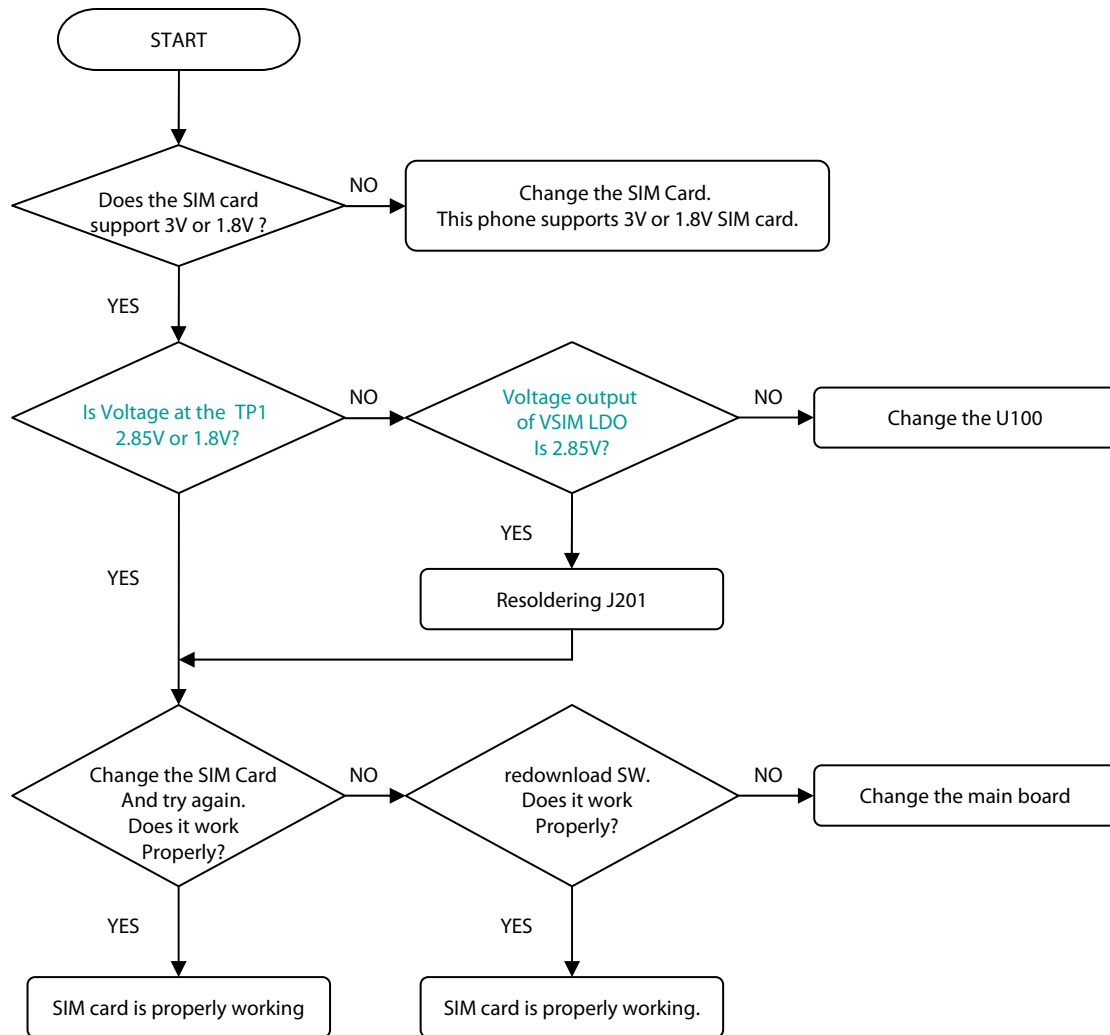 START
Does the SIM card
support 3V or 1.8V ?
NO
Change the SIM Card.
This phone supports 3V or 1.8V SIM card.
YES
Is Voltage at the TP1
2.85V or 1.8V?
NO
Voltage output
of VSIM LDO
Is 2.85V?
NO
Change the U100
YES
YES
Resoldering J201
Change the SIM Card
And try again.
Does it work
Properly?
NO
redownload SW.
Does it work
Properly?
NO
Change the main board
YES
YES
SIM card is properly working
SIM card is properly working.